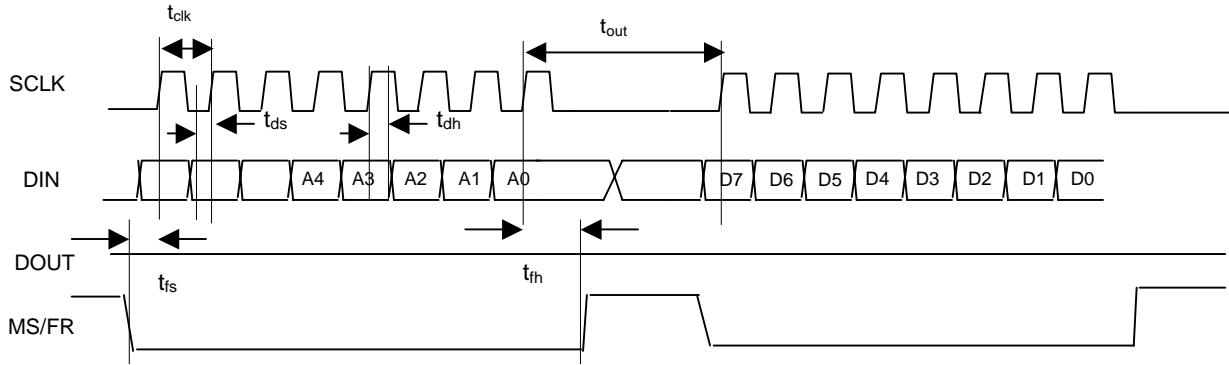 tclk
tout
SCLK
tds
tdh
DIN
A4 A3 A2 A1 A0 D7 D6 D5 D4 D3 D2 D1 D0
DOUT
tfs
tfh
MS/FR